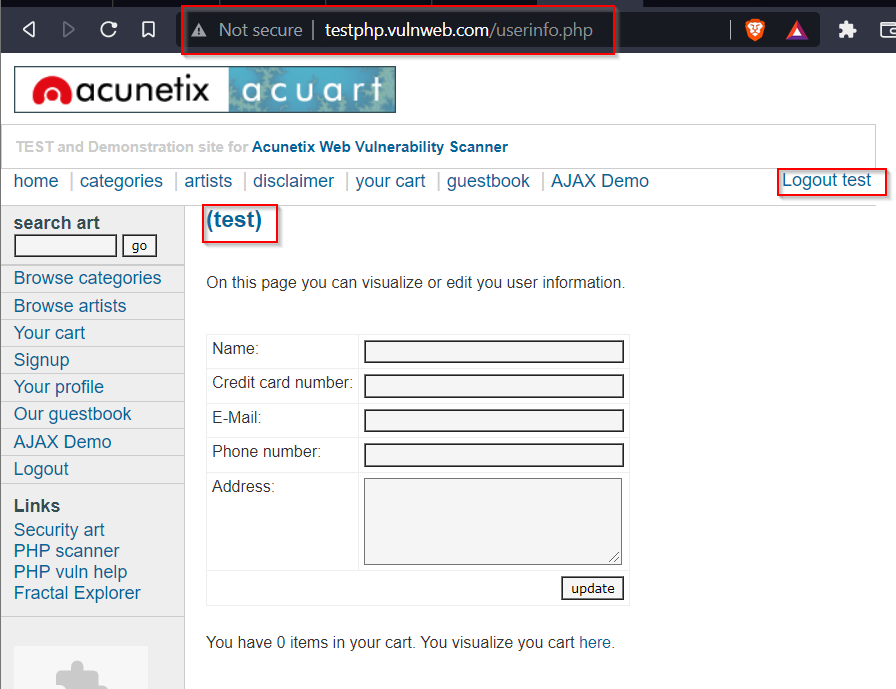 Not secure | testphp.vulnweb.com/userinfo.php
acunetix acuart
TEST and Demonstration site for Acunetix Web Vulnerability Scanner
home | categories | artists | disclaimer | your cart | guestbook | AJAX Demo
Logout test
search art
go
Browse categories
Browse artists
Your cart
Signup
Your profile
Our guestbook
AJAX Demo
Logout
Links
Security art
PHP scanner
PHP vuln help
Fractal Explorer
(test)
On this page you can visualize or edit you user information.
Name:
Credit card number:
E-Mail:
Phone number:
Address:
update
You have 0 items in your cart. You visualize you cart here.